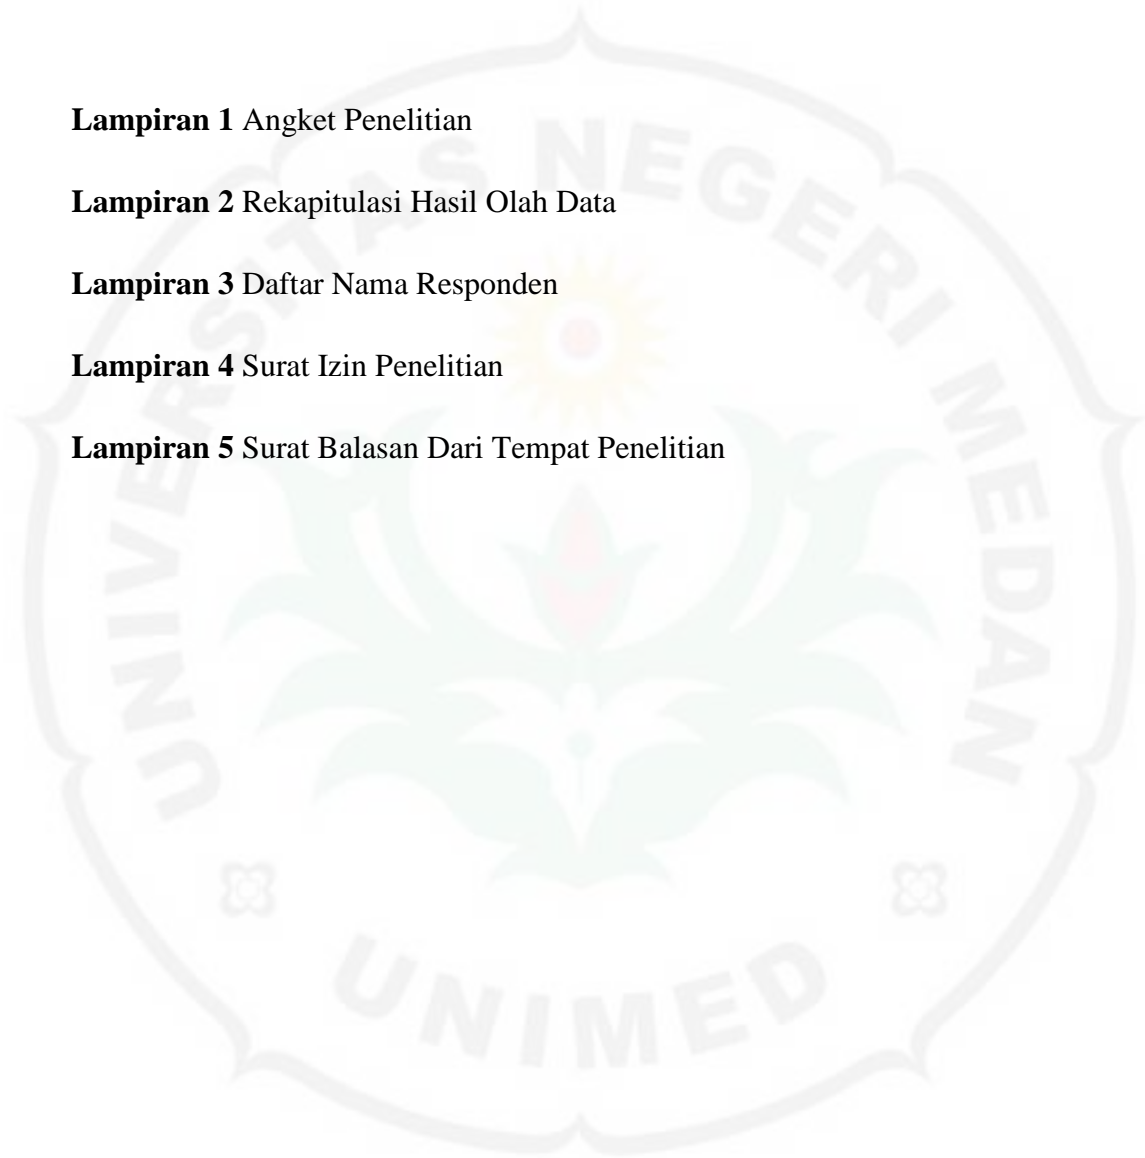 Lampiran 1 Angket Penelitian
Lampiran 2 Rekapitulasi Hasil Olah Data
Lampiran 3 Daftar Nama Responden
Lampiran 4 Surat Izin Penelitian
Lampiran 5 Surat Balasan Dari Tempat Penelitian
UNIVERSITAS NEGERI MEDAN
UNIMED